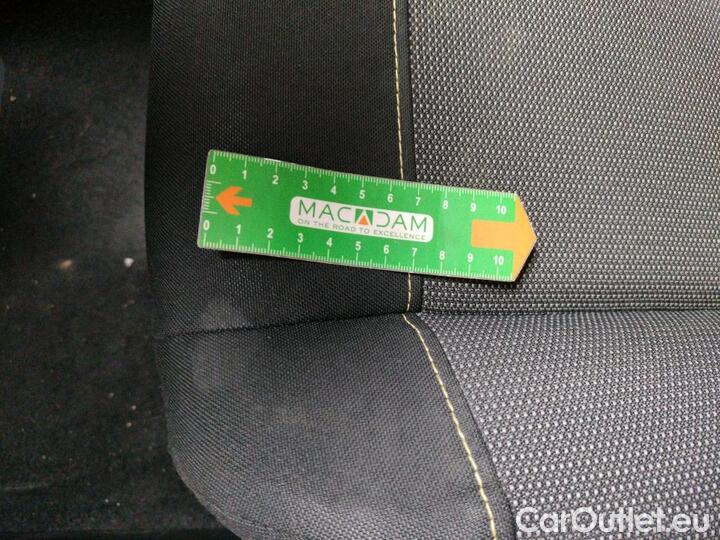 0 1 2 3 4 5 6 7 8 9 10
MACADAM
ON THE ROAD TO EXCELLENCE
0 1 2 3 4 5 6 7 8 9 10
CarOutlet.eu